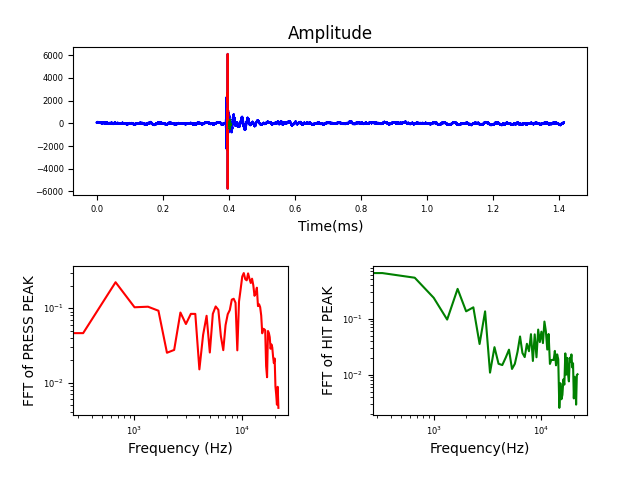 Amplitude
6000
4000
2000
0
−2000
−4000
−6000
0.0 0.2 0.4 0.6 0.8 1.0 1.2 1.4
Time(ms)
FFT of PRESS PEAK
10⁻¹
10⁻²
10³ 10⁴
Frequency (Hz)
FFT of HIT PEAK
10⁻¹
10⁻²
10³ 10⁴
Frequency(Hz)